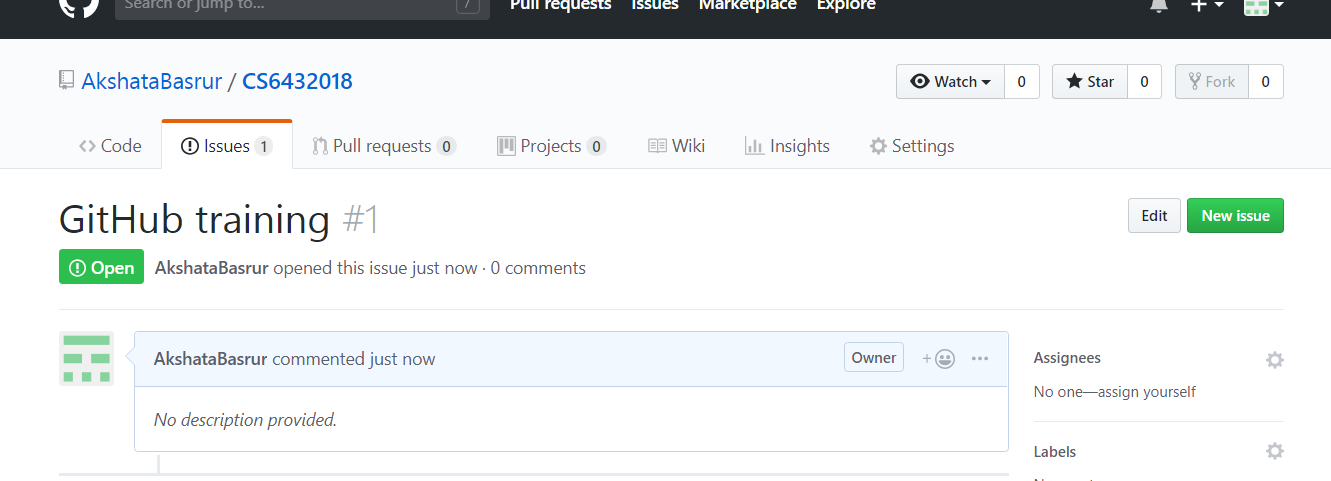 Search or jump to... / Pull requests Issues Marketplace Explore
AkshataBasrur / CS6432018 Watch 0 Star 0 Fork 0
Code Issues 1 Pull requests 0 Projects 0 Wiki Insights Settings
GitHub training #1 Edit New issue
Open AkshataBasrur opened this issue just now · 0 comments
AkshataBasrur commented just now Owner + ···
Assignees
No one—assign yourself
No description provided.
Labels